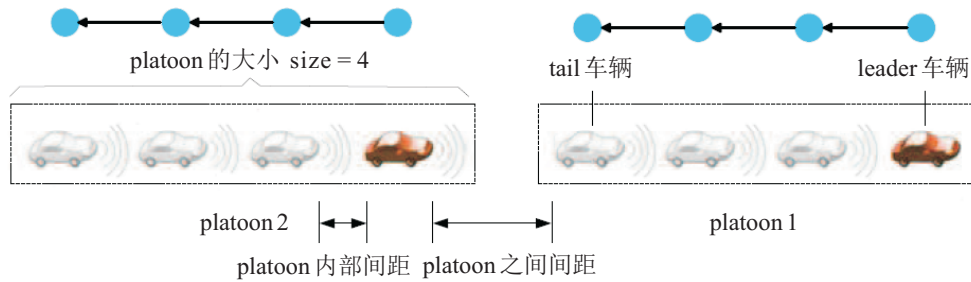 platoon 的大小 size = 4
tail 车辆
leader 车辆
platoon 2
platoon 1
platoon 内部间距
platoon 之间间距